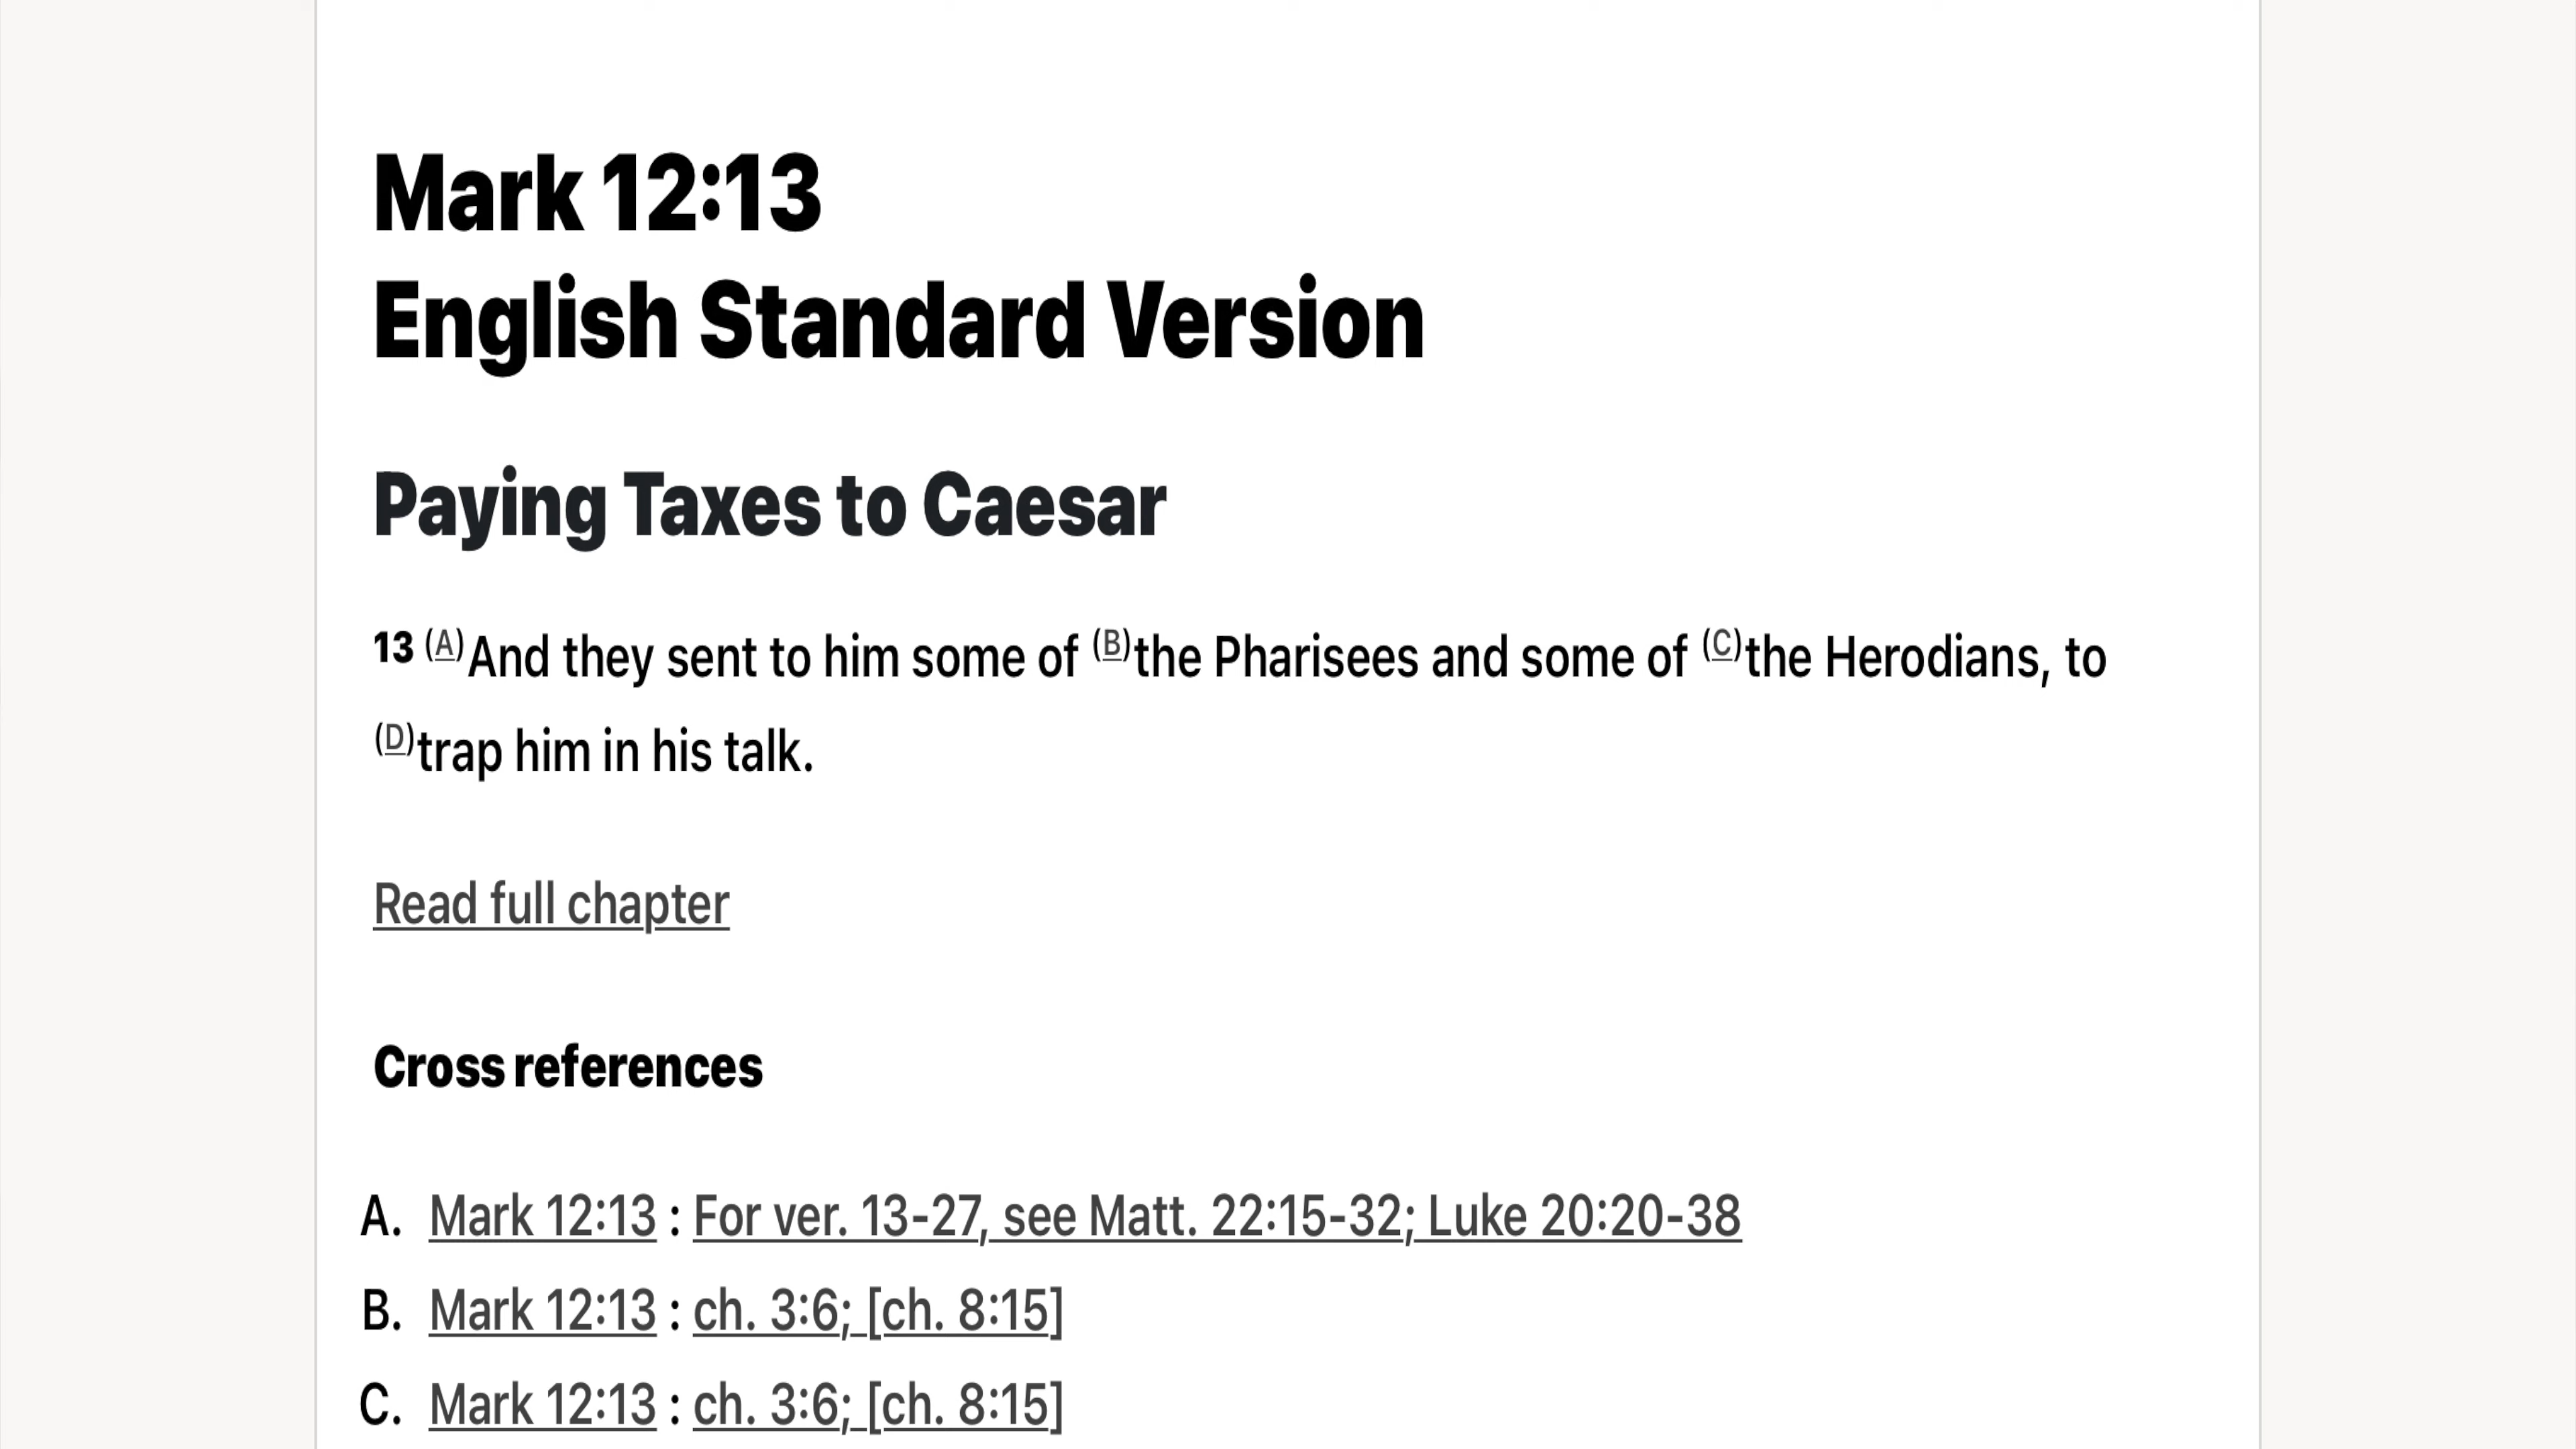 Mark 12:13
English Standard Version
Paying Taxes to Caesar
13 (A)And they sent to him some of (B)the Pharisees and some of (C)the Herodians, to
(D)trap him in his talk.
Read full chapter
Cross references
A. Mark 12:13 : For ver. 13-27, see Matt. 22:15-32; Luke 20:20-38
B. Mark 12:13 : ch. 3:6; [ch. 8:15]
C. Mark 12:13 : ch. 3:6; [ch. 8:15]